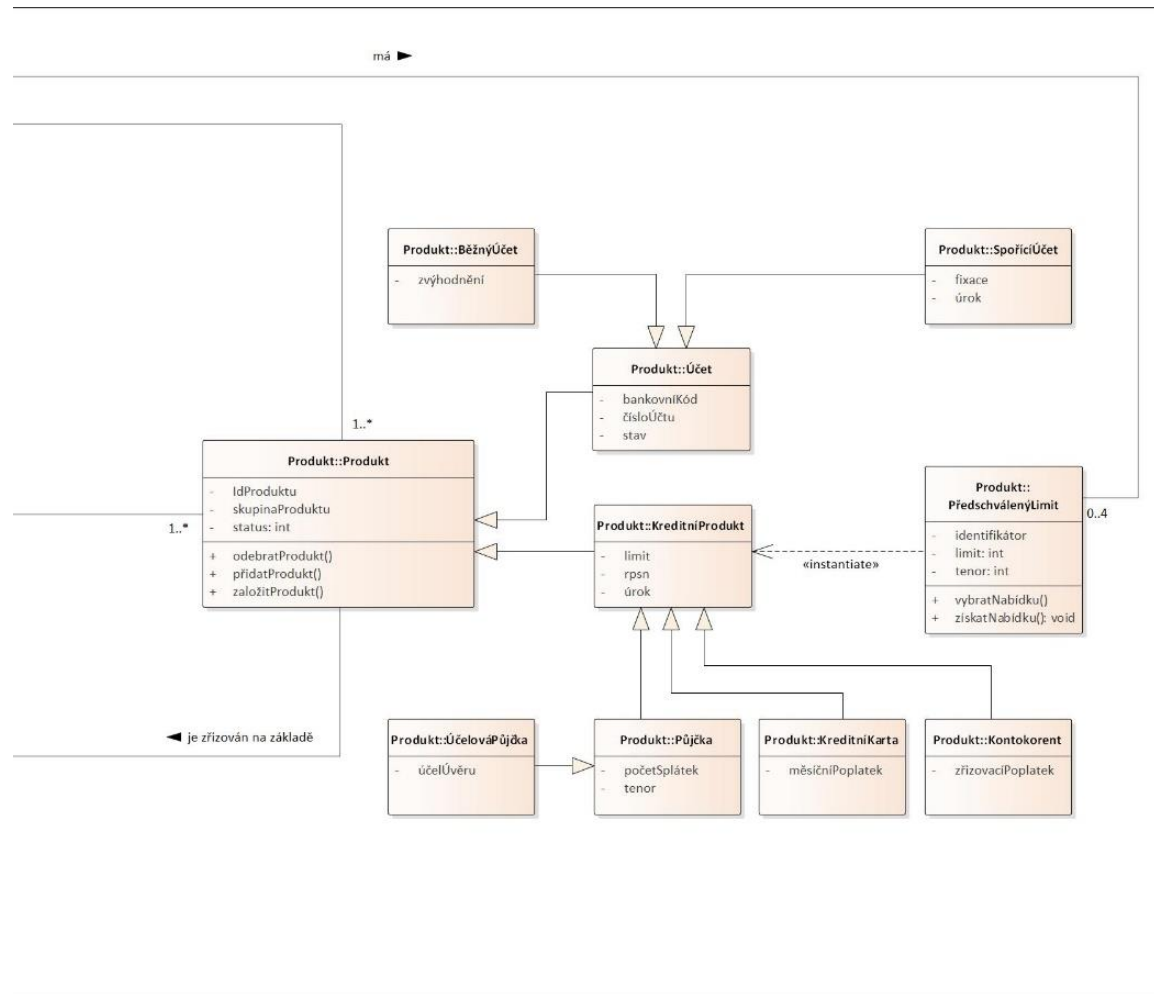 má ►
Produkt::BěžnýÚčet
- zvýhodnění
Produkt::SpořícíÚčet
- fixace
- úrok
Produkt::Účet
- bankovníKód
- čísloÚčtu
- stav
1..*
Produkt::Produkt
- IdProduktu
- skupinaProduktu
- status: int
+ odebratProdukt()
+ přidatProdukt()
+ založitProdukt()
1..*
Produkt::KreditníProdukt
- limit
- rpsn
- úrok
«instantiate»
Produkt::
PředschválenýLimit
- identifikátor
- limit: int
- tenor: int
+ vybratNabídku()
+ získatNabídku(): void
0..4
◄ je zřizován na základě
Produkt::ÚčelováPůjčka
- účelÚvěru
Produkt::Půjčka
- početSplátek
- tenor
Produkt::KreditníKarta
- měsíčníPoplatek
Produkt::Kontokorent
- zřizovacíPoplatek